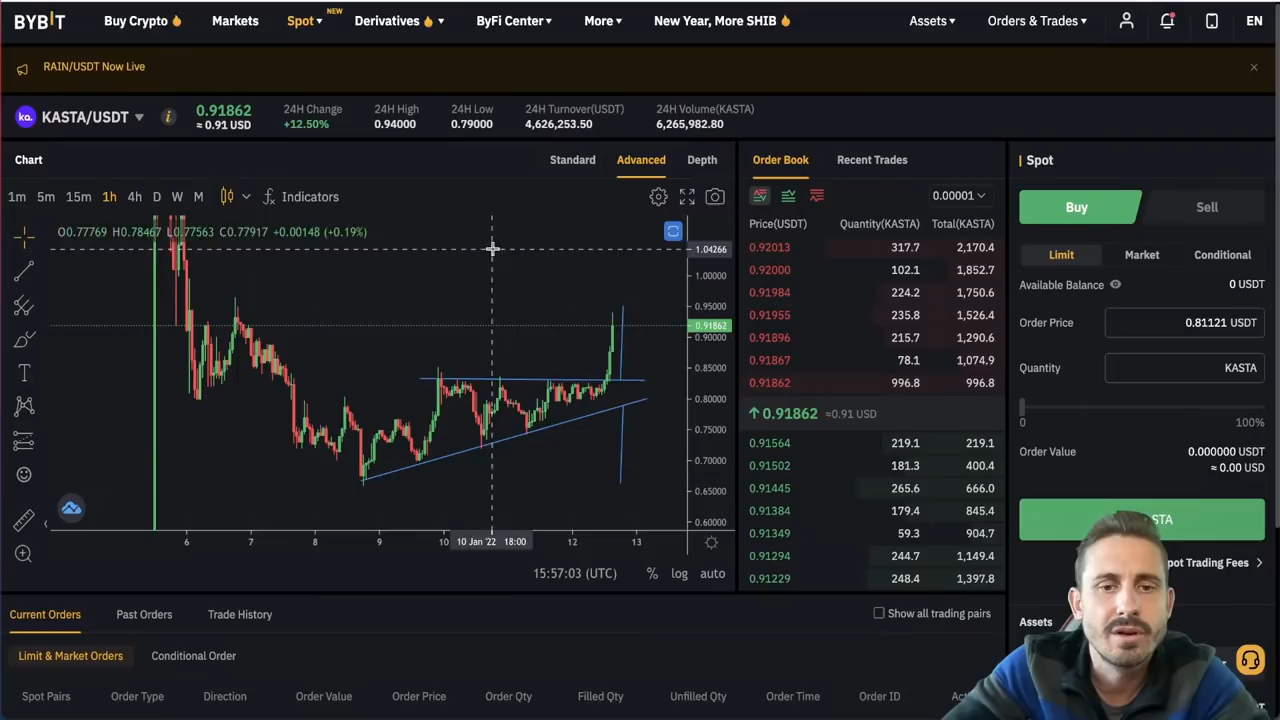 BYBIT Buy Crypto Markets Spot NEW Derivatives ByFi Center More New Year, More SHIB Assets Orders & Trades EN
RAIN/USDT Now Live
ka. KASTA/USDT i 0.91862 ≈ 0.91 USD 24H Change +12.50% 24H High 0.94000 24H Low 0.79000 24H Turnover(USDT) 4,626,253.50 24H Volume(KASTA) 6,265,982.80
Chart Standard Advanced Depth
1m 5m 15m 1h 4h D W M Indicators
O0.77769 H0.78467 L0.77563 C0.77917 +0.00148 (+0.19%)
1.04266
1.00000
0.95000
0.91862
0.90000
0.85000
0.80000
0.75000
0.70000
0.65000
0.60000
6 7 8 9 10 10 Jan '22 18:00 12 13
15:57:03 (UTC) % log auto
Order Book Recent Trades
0.00001
Price(USDT) Quantity(KASTA) Total(KASTA)
0.92013 317.7 2,170.4
0.92000 102.1 1,852.7
0.91984 224.2 1,750.6
0.91955 235.8 1,526.4
0.91896 215.7 1,290.6
0.91867 78.1 1,074.9
0.91862 996.8 996.8
0.91862 ≈0.91 USD
0.91564 219.1 219.1
0.91502 181.3 400.4
0.91445 265.6 666.0
0.91384 179.4 845.4
0.91349 59.3 904.7
0.91294 244.7 1,149.4
0.91229 248.4 1,397.8
Show all trading pairs
Spot
Buy Sell
Limit Market Conditional
Available Balance 0 USDT
Order Price 0.81121 USDT
Quantity KASTA
0 100%
Order Value 0.000000 USDT
≈ 0.00 USD
STA
pot Trading Fees
Assets
Current Orders Past Orders Trade History
Limit & Market Orders Conditional Order
Spot Pairs Order Type Direction Order Value Order Price Order Qty Filled Qty Unfilled Qty Order Time Order ID